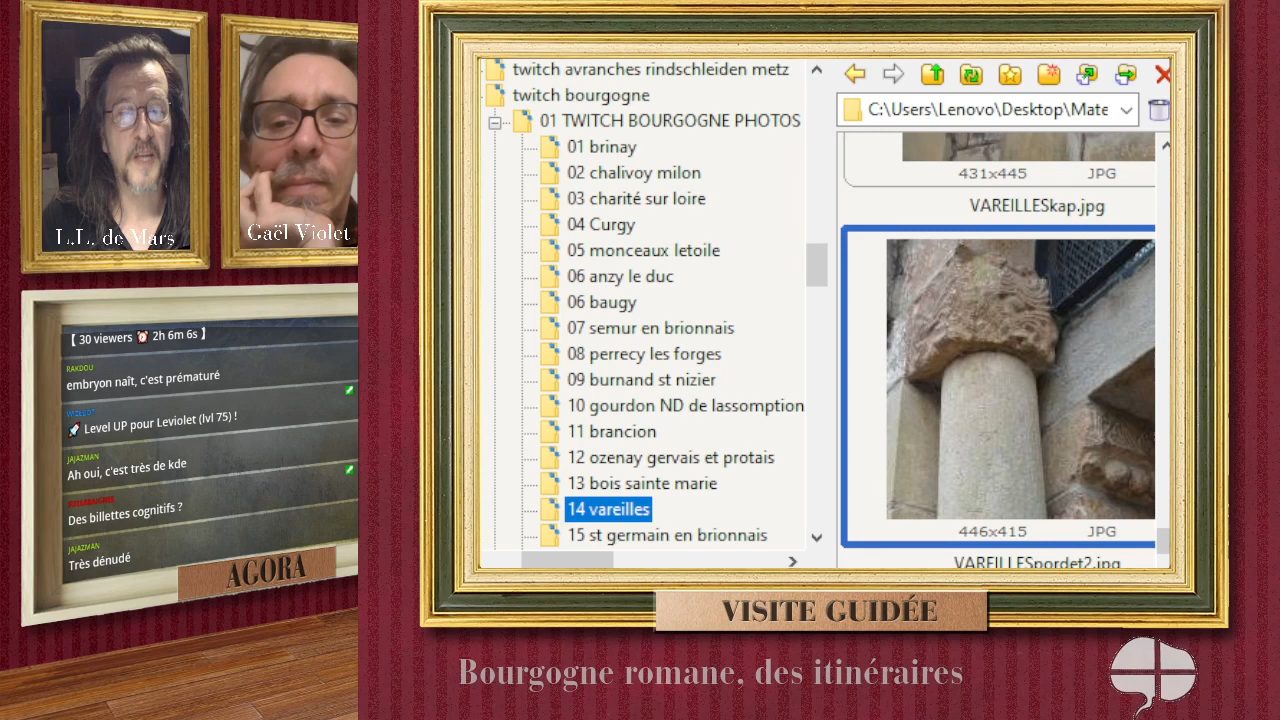 L.L. de Mars
Gaël Violet
【 30 viewers ⏰ 2h 6m 6s 】
RAKDOU
embryon naît, c'est prématuré
WIZEBOT
🚀 Level UP pour Leviolet (lvl 75) !
JAJAZMAN
Ah oui, c'est très de kde
Des billettes cognitifs ?
JAJAZMAN
Très dénudé
AGORA
twitch avranches rindschleiden metz
twitch bourgogne
01 TWITCH BOURGOGNE PHOTOS
01 brinay
02 chalivoy milon
03 charité sur loire
04 Curgy
05 monceaux letoile
06 anzy le duc
06 baugy
07 semur en brionnais
08 perrecy les forges
09 burnand st nizier
10 gourdon ND de lassomption
11 brancion
12 ozenay gervais et protais
13 bois sainte marie
14 vareilles
15 st germain en brionnais
C:\Users\Lenovo\Desktop\Mate
431x445 JPG
VAREILLESkap.jpg
446x415 JPG
VAREILLESpordet2.jpg
VISITE GUIDÉE
Bourgogne romane, des itinéraires